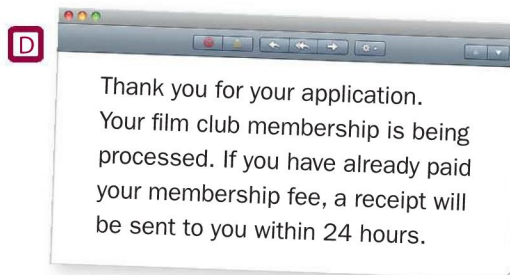 D
Thank you for your application.
Your film club membership is being
processed. If you have already paid
your membership fee, a receipt will
be sent to you within 24 hours.